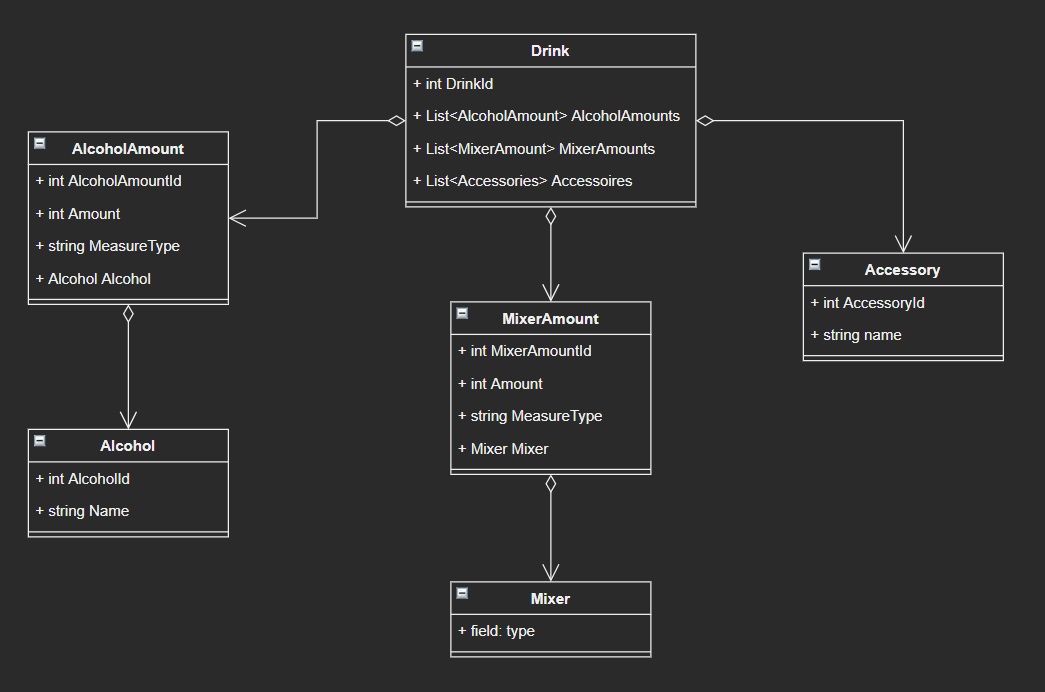 Drink
+ int DrinkId
+ List<AlcoholAmount> AlcoholAmounts
+ List<MixerAmount> MixerAmounts
+ List<Accessories> Accessoires
AlcoholAmount
+ int AlcoholAmountId
+ int Amount
+ string MeasureType
+ Alcohol Alcohol
Accessory
+ int AccessoryId
+ string name
MixerAmount
+ int MixerAmountId
+ int Amount
+ string MeasureType
+ Mixer Mixer
Alcohol
+ int AlcoholId
+ string Name
Mixer
+ field: type